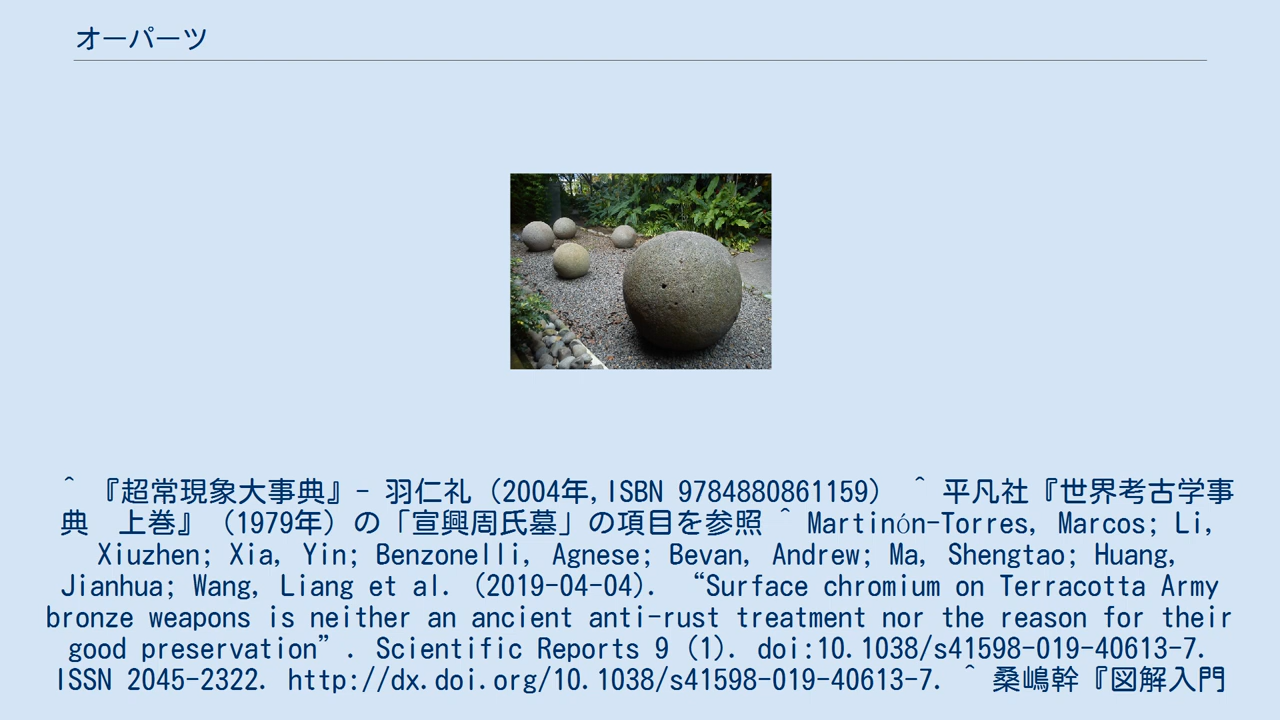 オーパーツ
^ 『超常現象大事典』- 羽仁礼（2004年,ISBN 9784880861159） ^ 平凡社『世界考古学事
典　上巻』（1979年）の「宣興周氏墓」の項目を参照 ^ Martinón-Torres, Marcos; Li,
Xiuzhen; Xia, Yin; Benzonelli, Agnese; Bevan, Andrew; Ma, Shengtao; Huang,
Jianhua; Wang, Liang et al. (2019-04-04). “Surface chromium on Terracotta Army
bronze weapons is neither an ancient anti-rust treatment nor the reason for their
good preservation”. Scientific Reports 9 (1). doi:10.1038/s41598-019-40613-7.
ISSN 2045-2322. http://dx.doi.org/10.1038/s41598-019-40613-7. ^ 桑嶋幹『図解入門